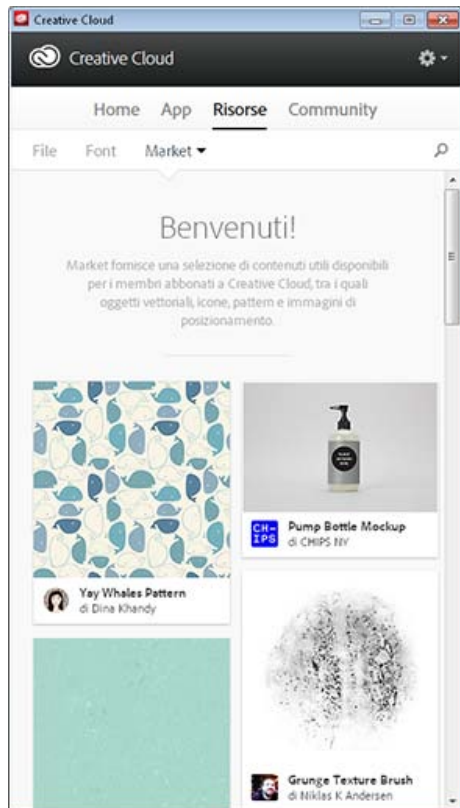 Creative Cloud
Creative Cloud
Home App Risorse Community
File Font Market
Benvenuti!
Market fornisce una selezione di contenuti utili disponibili
per i membri abbonati a Creative Cloud, tra i quali
oggetti vettoriali, icone, pattern e immagini di
posizionamento.
CH-
IPS
Pump Bottle Mockup
di CHIPS NY
Yay Whales Pattern
di Dina Khandy
Grunge Texture Brush
di Niklas K Andersen